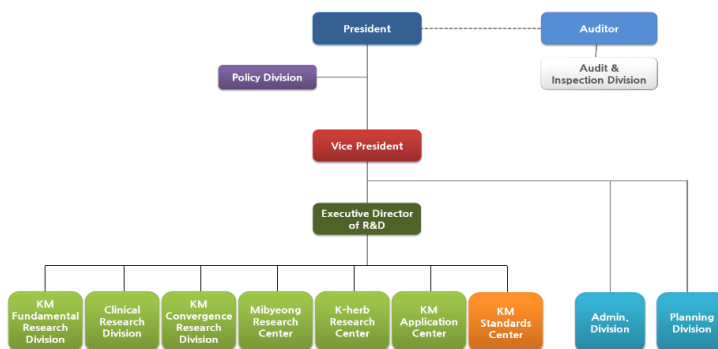 President
Auditor
Policy Division
Audit &
Inspection Division
Vice President
Executive Director
of R&D
KM
Fundamental
Research
Division
Clinical
Research
Division
KM
Convergence
Research
Division
Mibyeong
Research
Center
K-herb
Research
Center
KM
Application
Center
KM
Standards
Center
Admin.
Division
Planning
Division